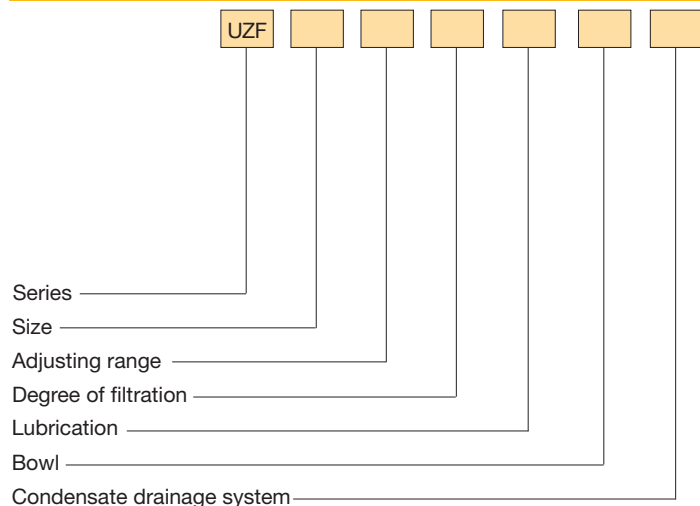 UZF
Series
Size
Adjusting range
Degree of filtration
Lubrication
Bowl
Condensate drainage system